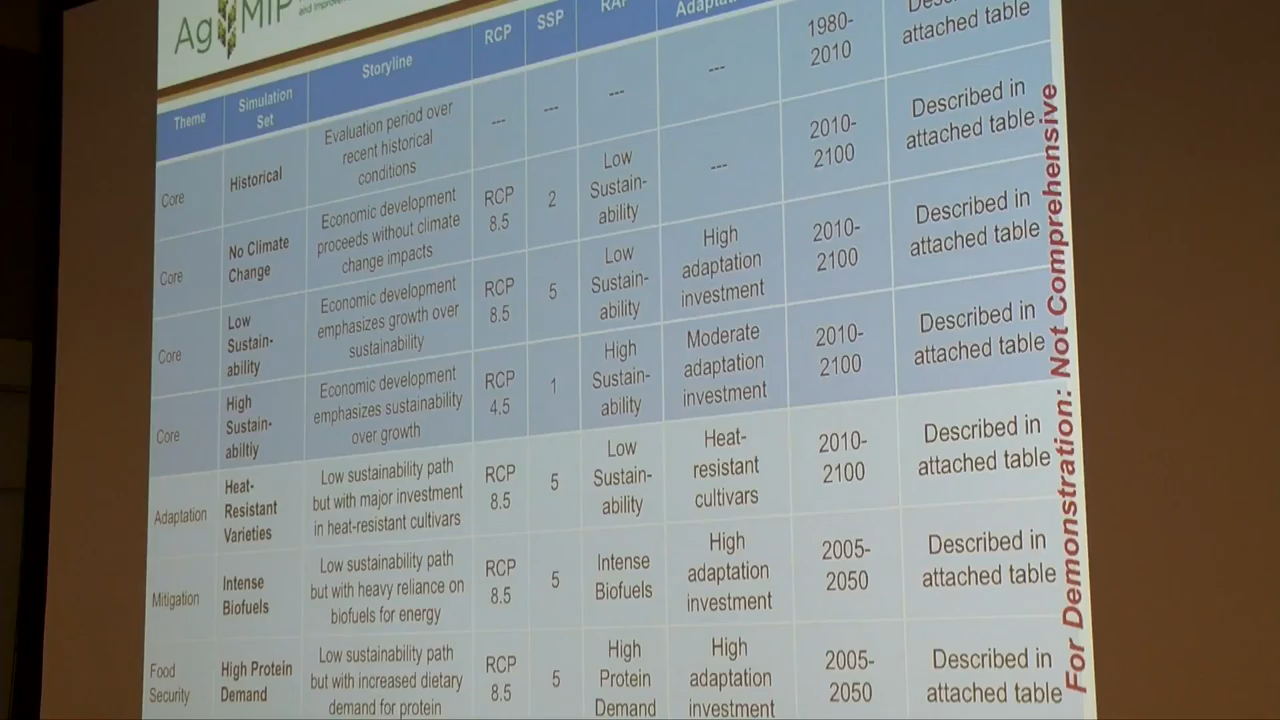 AgMIP
Theme
Simulation
Set
Storyline
RCP
SSP
RAP
Core
Historical
Evaluation period over
recent historical
conditions
---
---
---
---
1980-
2010
attached table
Core
No Climate
Change
Economic development
proceeds without climate
change impacts
RCP
8.5
2
Low
Sustain-
ability
---
2010-
2100
Described in
attached table
Core
Low
Sustain-
ability
Economic development
emphasizes growth over
sustainability
RCP
8.5
5
Low
Sustain-
ability
High
adaptation
investment
2010-
2100
Described in
attached table
Core
High
Sustain-
abiltiy
Economic development
emphasizes sustainability
over growth
RCP
4.5
1
High
Sustain-
ability
Moderate
adaptation
investment
2010-
2100
Described in
attached table
Adaptation
Heat-
Resistant
Varieties
Low sustainability path
but with major investment
in heat-resistant cultivars
RCP
8.5
5
Low
Sustain-
ability
Heat-
resistant
cultivars
2010-
2100
Described in
attached table
Mitigation
Intense
Biofuels
Low sustainability path
but with heavy reliance on
biofuels for energy
RCP
8.5
5
Intense
Biofuels
High
adaptation
investment
2005-
2050
Described in
attached table
Food
Security
High Protein
Demand
Low sustainability path
but with increased dietary
demand for protein
RCP
8.5
5
High
Protein
Demand
High
adaptation
investment
2005-
2050
Described in
attached table
For Demonstration: Not Comprehensive